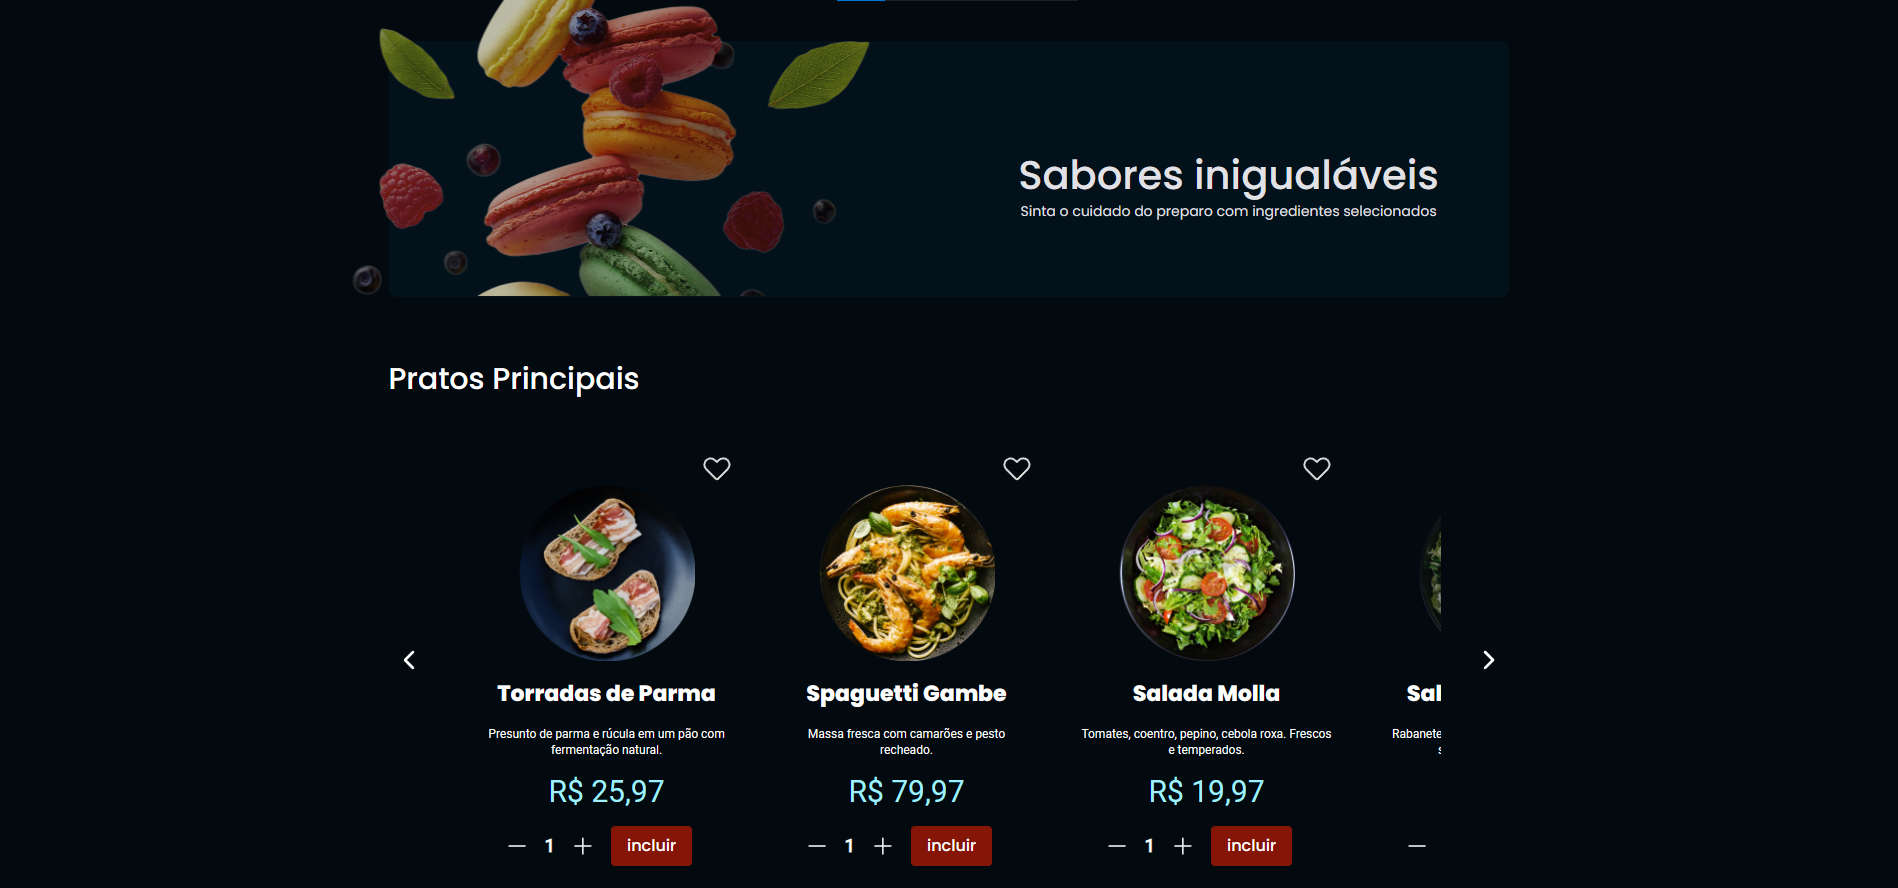 Sabores inigualáveis
Sinta o cuidado do preparo com ingredientes selecionados
Pratos Principais
Torradas de Parma
Presunto de parma e rúcula em um pão com
fermentação natural.
R$ 25,97
1
incluir
Spaguetti Gambe
Massa fresca com camarões e pesto
recheado.
R$ 79,97
1
incluir
Salada Molla
Tomates, coentro, pepino, cebola roxa. Frescos
e temperados.
R$ 19,97
1
incluir
Sal
Rabanete
s